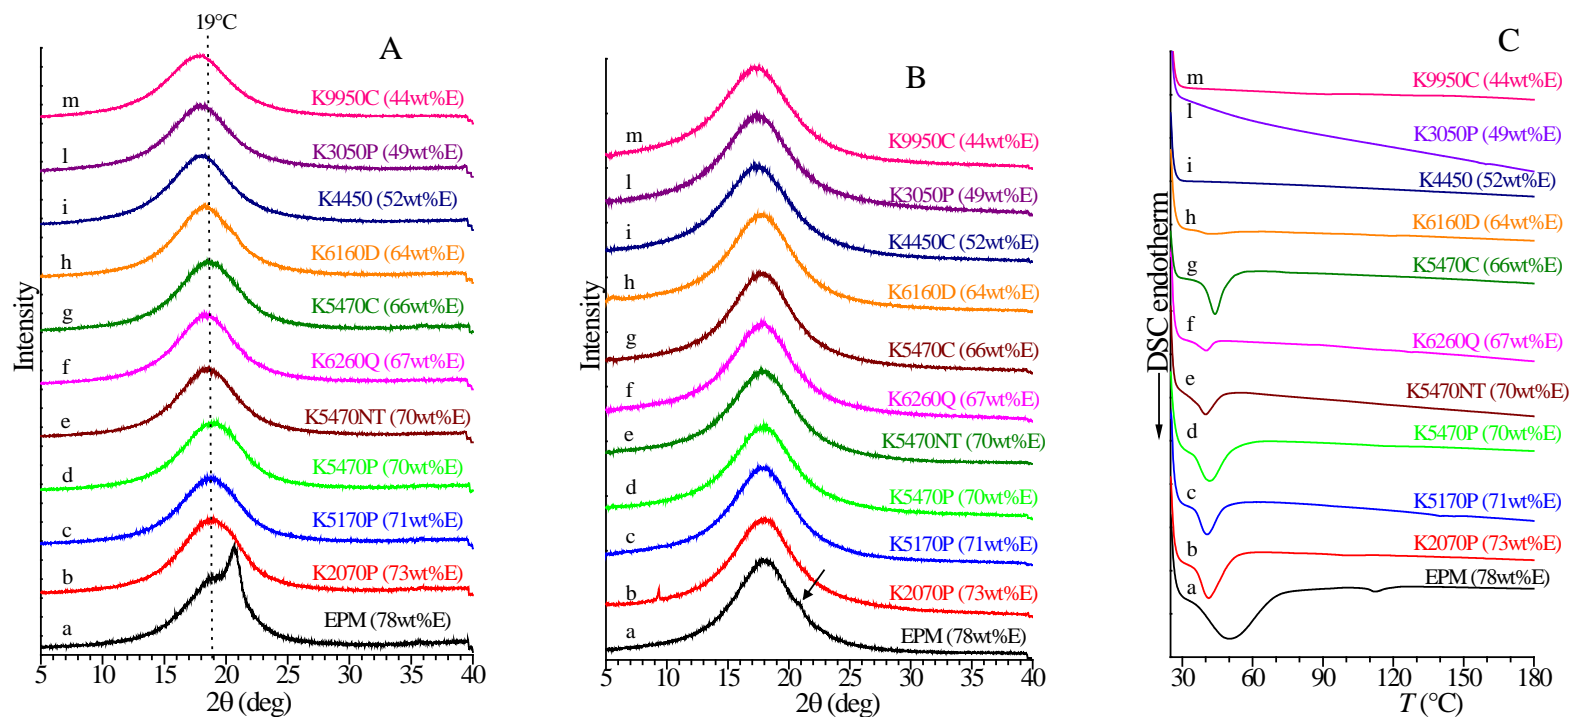 19°C
A
m
K9950C (44wt%E)
l
K3050P (49wt%E)
i
K4450 (52wt%E)
h
K6160D (64wt%E)
g
K5470C (66wt%E)
f
K6260Q (67wt%E)
e
K5470NT (70wt%E)
d
K5470P (70wt%E)
c
K5170P (71wt%E)
b
K2070P (73wt%E)
a
EPM (78wt%E)
Intensity
5 10 15 20 25 30 35 40
2θ (deg)
B
m
K9950C (44wt%E)
l
K3050P (49wt%E)
i
K4450C (52wt%E)
h
K6160D (64wt%E)
g
K5470C (66wt%E)
f
K6260Q (67wt%E)
e
K5470NT (70wt%E)
d
K5470P (70wt%E)
c
K5170P (71wt%E)
b
K2070P (73wt%E)
a
EPM (78wt%E)
Intensity
5 10 15 20 25 30 35 40
2θ (deg)
C
m
K9950C (44wt%E)
l
K3050P (49wt%E)
i
K4450 (52wt%E)
h
K6160D (64wt%E)
g
K5470C (66wt%E)
f
K6260Q (67wt%E)
e
K5470NT (70wt%E)
d
K5470P (70wt%E)
c
K5170P (71wt%E)
b
K2070P (73wt%E)
a
EPM (78wt%E)
DSC endotherm
30 60 90 120 150 180
T (°C)